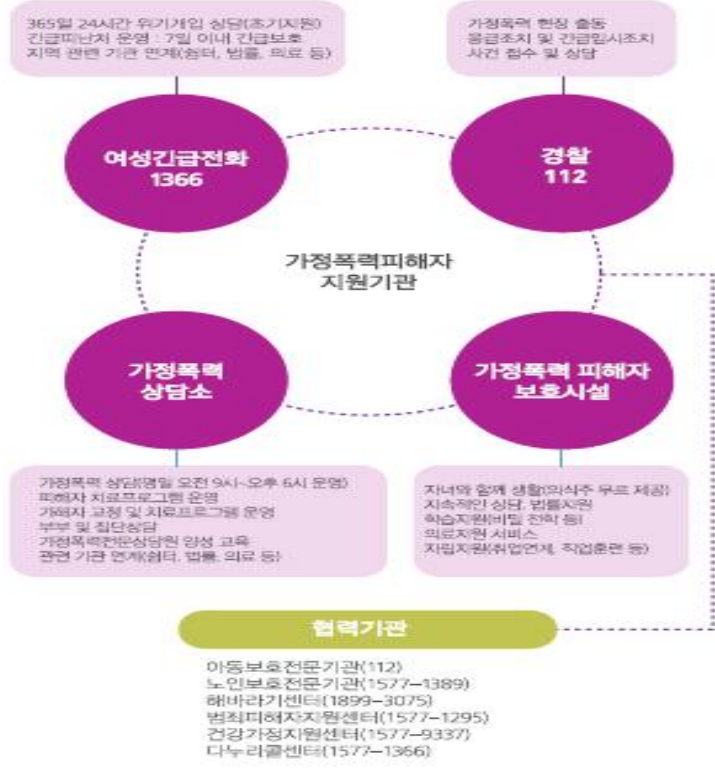 365일 24시간 위기개입 상담(초기지원)
긴급피난처 운영 : 7일 이내 긴급보호
지역 관련 기관 연계(쉼터, 법률, 의료 등)
가정폭력 현장 출동
응급조치 및 긴급임시조치
사건 접수 및 상담
여성긴급전화
1366
경찰
112
가정폭력피해자
지원기관
가정폭력
상담소
가정폭력 피해자
보호시설
가정폭력 상담(평일 오전 9시~오후 6시 운영)
피해자 치료프로그램 운영
가해자 교정 및 치료프로그램 운영
부부 및 집단상담
가정폭력전문상담원 양성 교육
관련 기관 연계(쉼터, 법률, 의료 등)
자녀와 함께 생활(의식주 무료 제공)
지속적인 상담, 법률지원
학습지원(비밀 전학 등)
의료지원 서비스
자립지원(취업연계, 직업훈련 등)
협력기관
아동보호전문기관(112)
노인보호전문기관(1577–1389)
해바라기센터(1899–3075)
범죄피해자지원센터(1577–1295)
건강가정지원센터(1577–9337)
다누리콜센터(1577–1366)